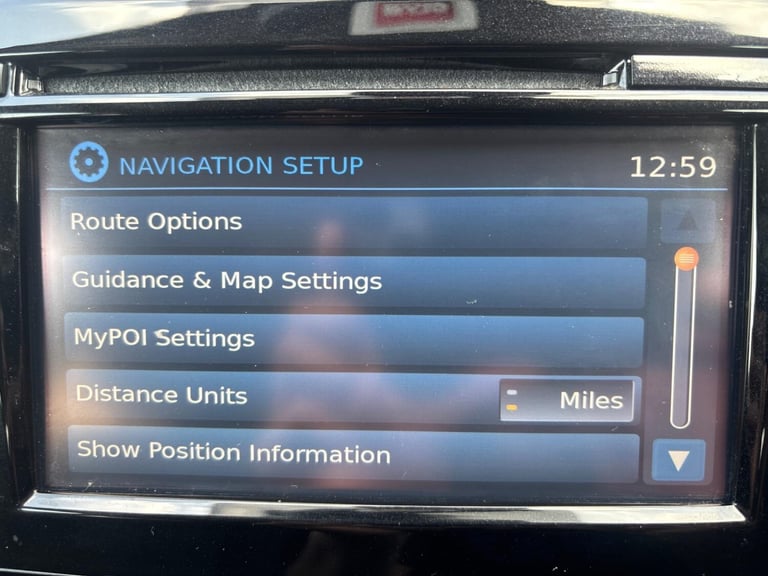 NAVIGATION SETUP
12:59
Route Options
Guidance & Map Settings
MyPOI Settings
Distance Units
Miles
Show Position Information